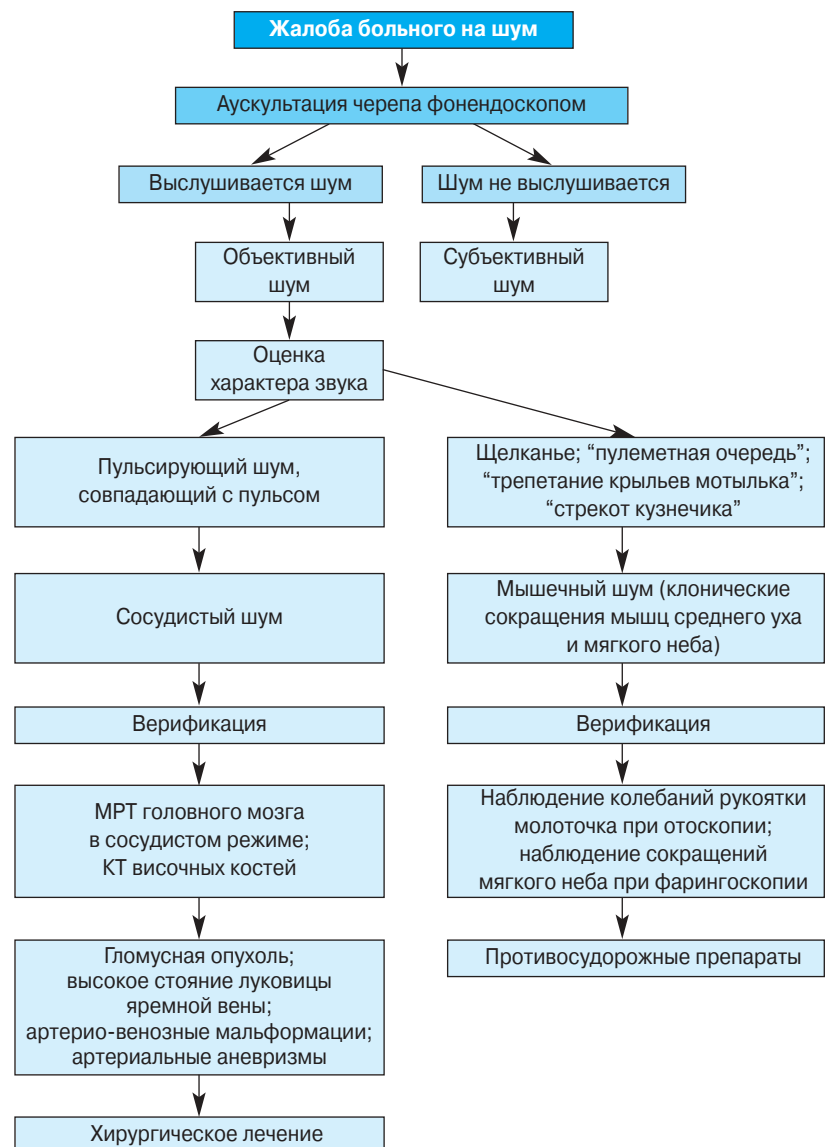 Жалоба больного на шум
Аускультация черепа фонендоскопом
Выслушивается шум
Шум не выслушивается
Объективный
шум
Субъективный
шум
Оценка
характера звука
Пульсирующий шум,
совпадающий с пульсом
Щелканье; “пулеметная очередь”;
“трепетание крыльев мотылька”;
“стрекот кузнечика”
Сосудистый шум
Мышечный шум (клонические
сокращения мышц среднего уха
и мягкого неба)
Верификация
Верификация
МРТ головного мозга
в сосудистом режиме;
КТ височных костей
Наблюдение колебаний рукоятки
молоточка при отоскопии;
наблюдение сокращений
мягкого неба при фарингоскопии
Гломусная опухоль;
высокое стояние луковицы
яремной вены;
артерио-венозные мальформации;
артериальные аневризмы
Противосудорожные препараты
Хирургическое лечение